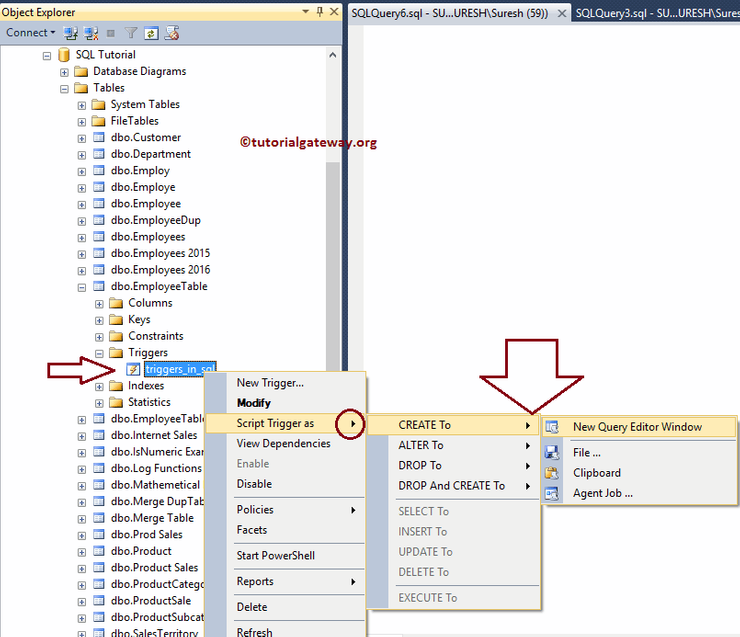 Object Explorer
SQLQuery6.sql - SU...URESH\Suresh (59))
SQLQuery3.sql - SU...URESH\Sures
Connect
SQL Tutorial
Database Diagrams
Tables
System Tables
FileTables
dbo.Customer
©tutorialgateway.org
dbo.Department
dbo.Employ
dbo.Employe
dbo.Employee
dbo.EmployeeDup
dbo.Employees
dbo.Employees 2015
dbo.Employees 2016
dbo.EmployeeTable
Columns
Keys
Constraints
Triggers
triggers_in_sql
Indexes
Statistics
dbo.EmployeeTable
dbo.Internet Sales
dbo.IsNumeric Exar
dbo.Log Functions
dbo.Mathemetical
dbo.Merge DupTab
dbo.Merge Table
dbo.Prod Sales
dbo.Product
dbo.Product Sales
dbo.ProductCatego
dbo.ProductSale
dbo.ProductSubcat
dbo.SalesTerritory
New Trigger...
Modify
Script Trigger as
View Dependencies
Enable
Disable
Policies
Facets
Start PowerShell
Reports
Delete
Refresh
CREATE To
ALTER To
DROP To
DROP And CREATE To
SELECT To
INSERT To
UPDATE To
DELETE To
EXECUTE To
New Query Editor Window
File ...
Clipboard
Agent Job ...